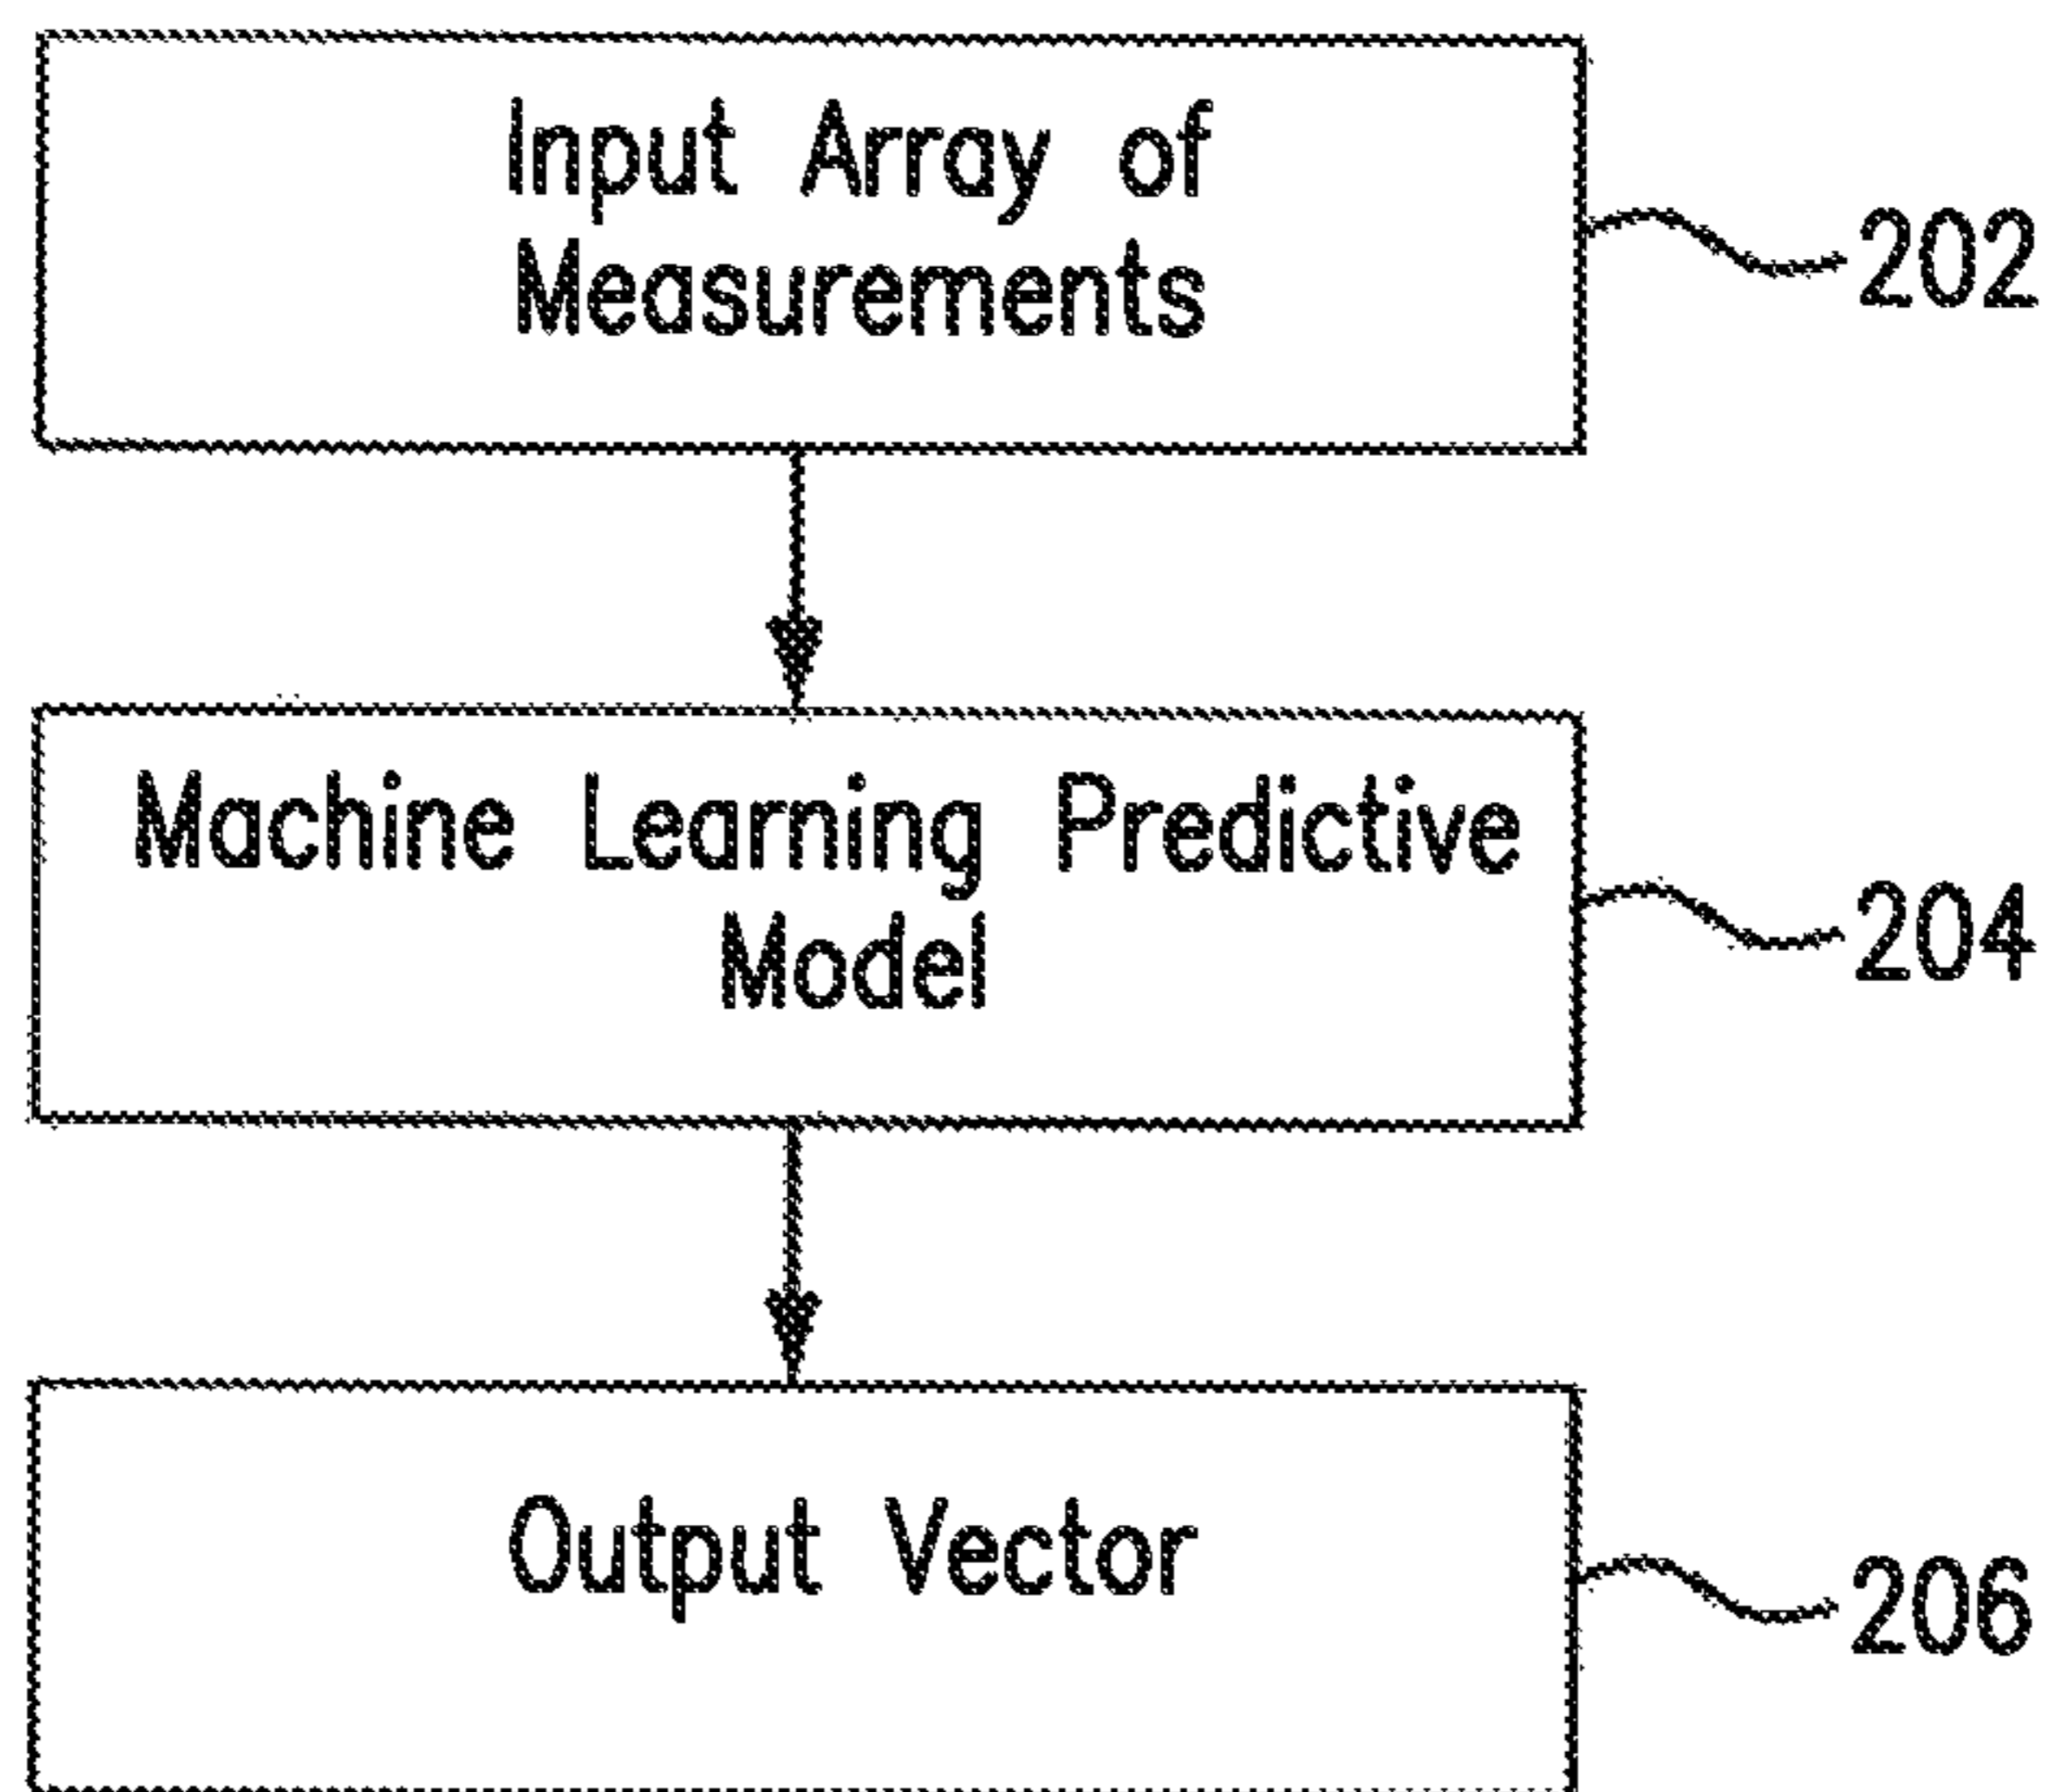 Input Array of
Measurements
202
Machine Learning Predictive
Model
204
Output Vector
206